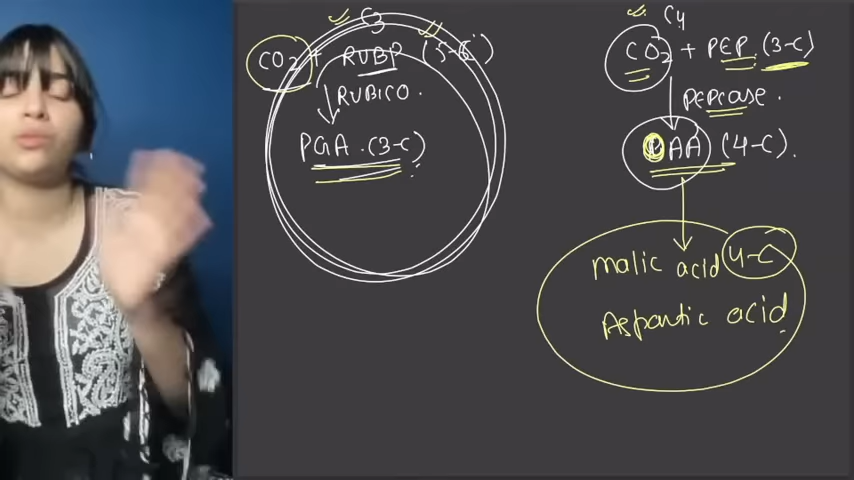 C3
CO2 + RUBP (5-C)
RUBICO.
PGA. (3-C)
C4
CO2 + PEP. (3-C)
PEPcase.
OAA (4-C).
malic acid 4-C
Aspartic acid